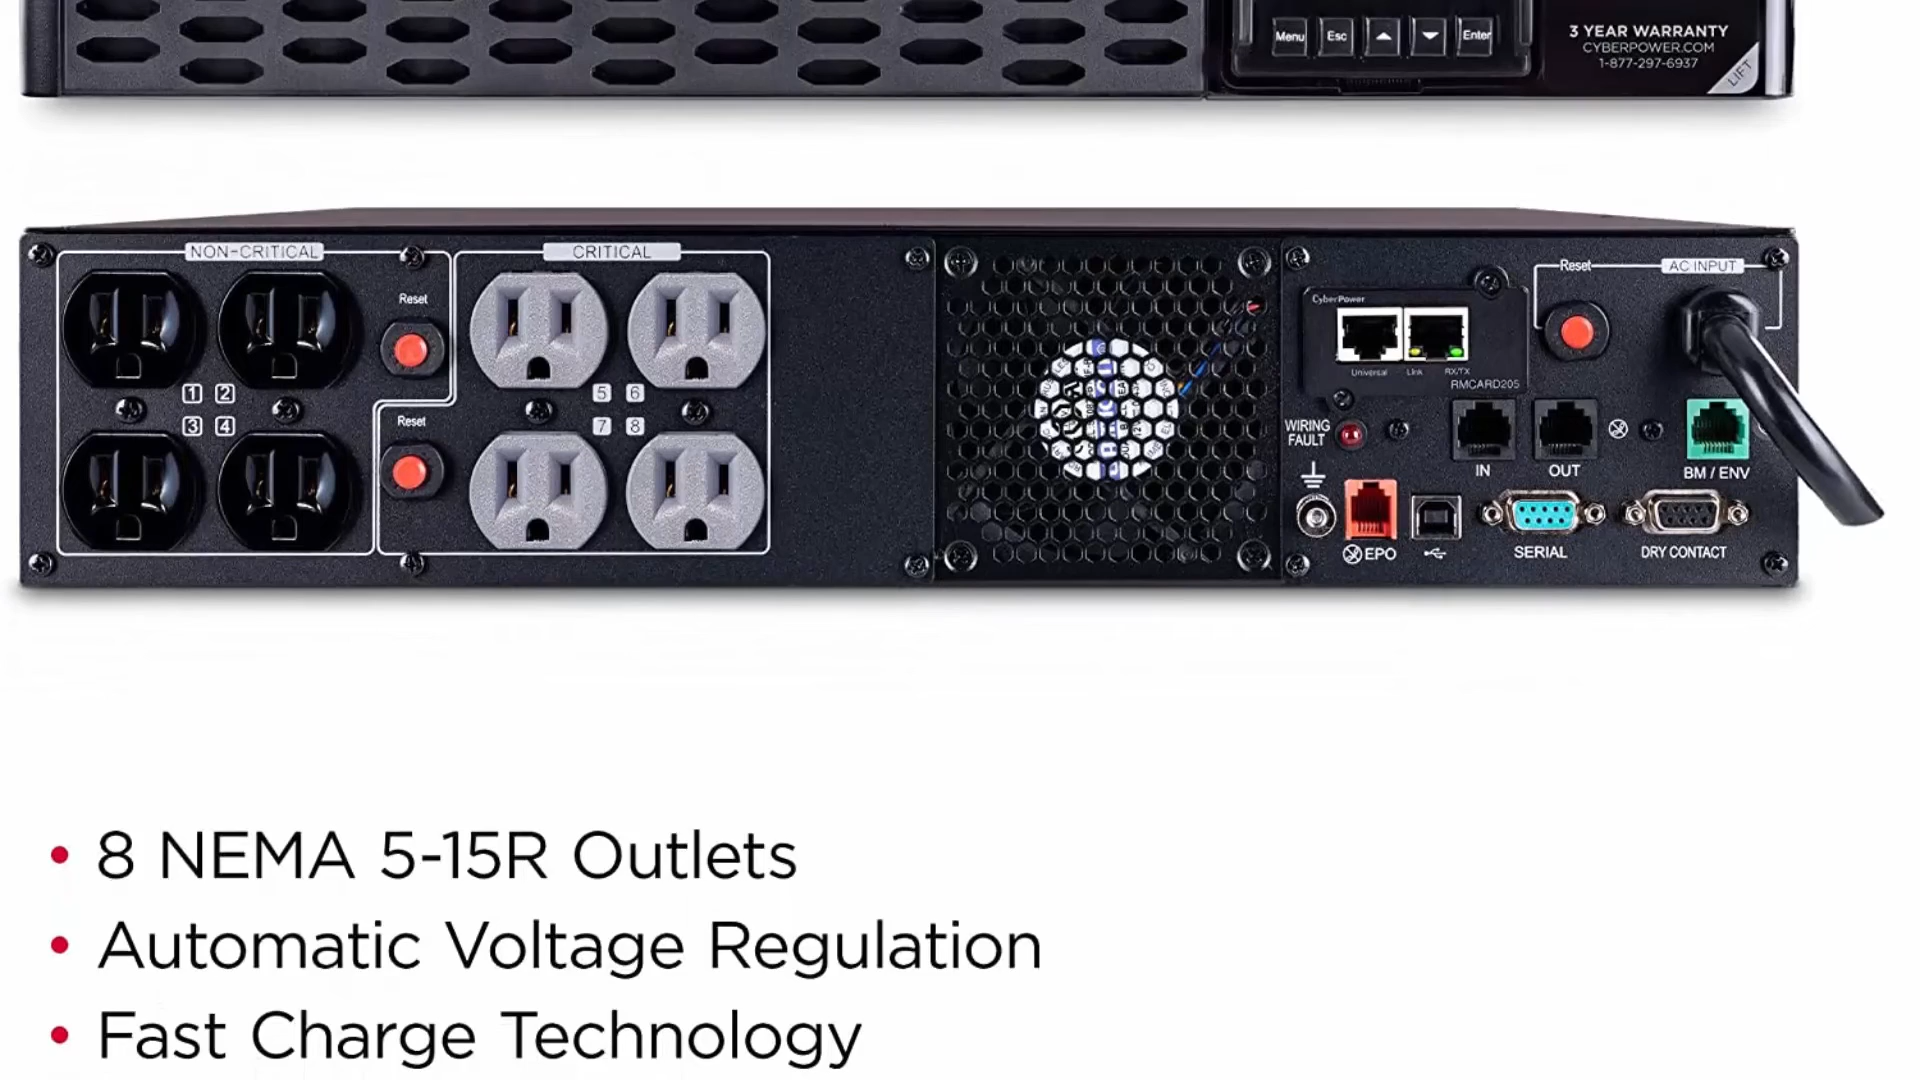 Menu
Esc
Enter
3 YEAR WARRANTY
CYBERPOWER.COM
1-877-297-6937
LIFT
NON-CRITICAL
CRITICAL
Reset
AC INPUT
Reset
CyberPower
Universal
Link
RX/TX
RMCARD205
1 2
3 4
5 6
7 8
Reset
WIRING
FAULT
IN
OUT
BM / ENV
EPO
SERIAL
DRY CONTACT
• 8 NEMA 5-15R Outlets
• Automatic Voltage Regulation
• Fast Charge Technology